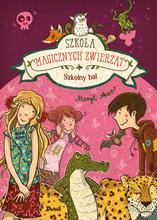 SZKOŁA
MAGICZNYCH ZWIERZĄT
Szkolny bal
Margit Auer